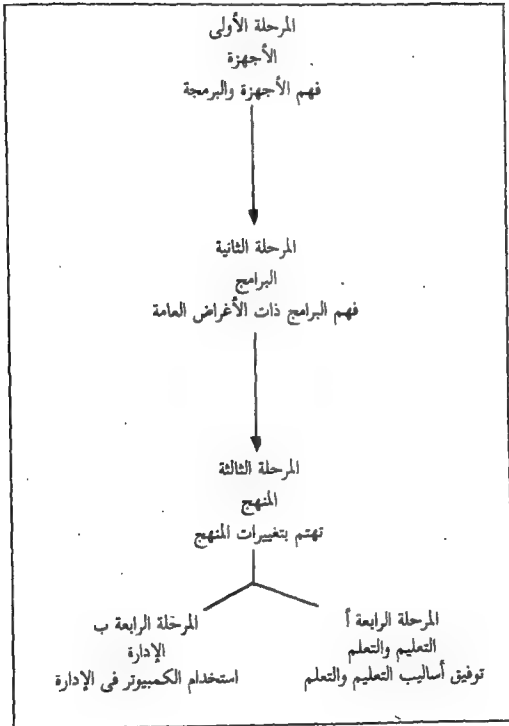 المرحلة الأولى
الأجهزة
فهم الأجهزة والبرمجة
المرحلة الثانية
البرامج
فهم البرامج ذات الأغراض العامة
المرحلة الثالثة
المنهج
تهتم بتغييرات المنهج
المرحلة الرابعة أ
التعليم والتعلم
توفيق أساليب التعليم والتعلم
المرحلة الرابعة ب
الإدارة
استخدام الكمبيوتر فى الإدارة